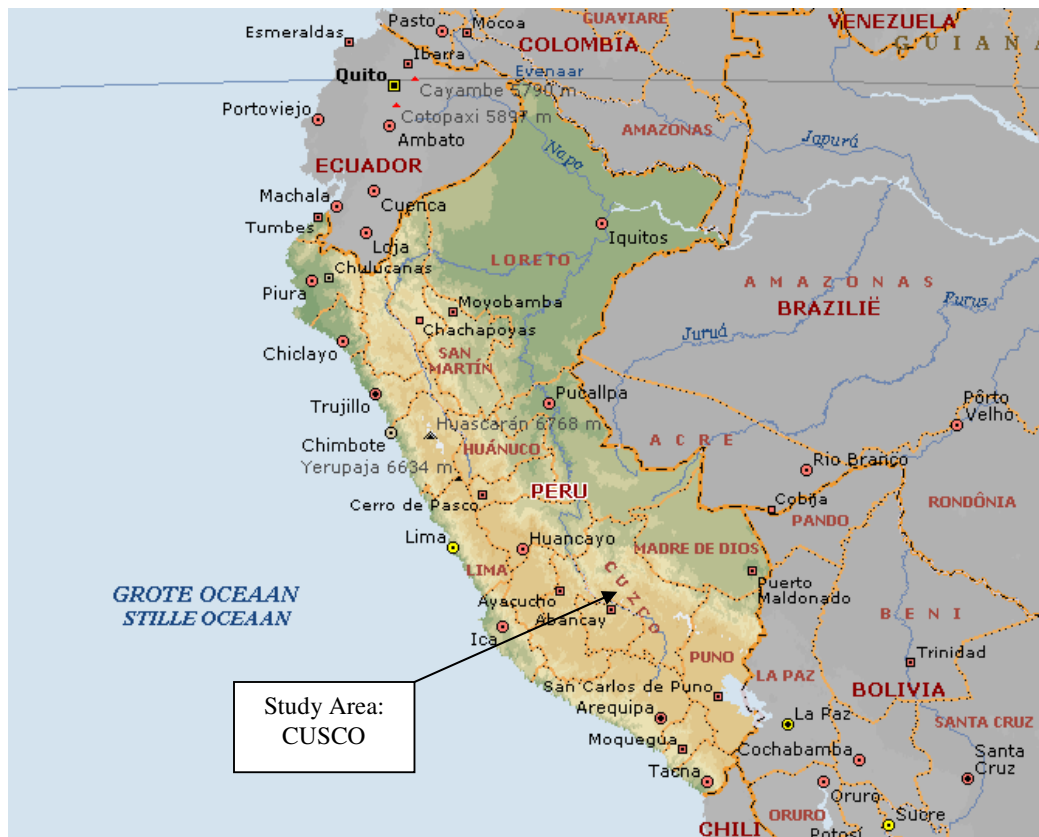 Pasto
Mocoa
GUAVIARE
VENEZUELA
Esmeraldas
COLOMBIA
GUIANA
Ibarra
Quito
Evenaar
Cayambe 5790 m
Portoviejo
Cotopaxi 5897 m
AMAZONAS
Japurá
Ambato
Napo
ECUADOR
Machala
Cuenca
Tumbes
Iquitos
Loja
LORETO
Chulucanas
AMAZONAS
Piura
Purus
Moyobamba
BRAZILIË
Chachapoyas
Juruá
Chiclayo
SAN
MARTÍN
Pucallpa
Trujillo
Pôrto
Velho
Huascarán 6768 m
Chimbote
ACRE
HUÁNUCO
Yerupaja 6634 m
Rio Branco
PERU
Cerro de Pasco
Cobija
RONDÔNIA
PANDO
Lima
Huancayo
MADRE DE DIOS
LIMA
CUZCO
Puerto
Maldonado
GROTE OCEAAN
STILLE OCEAAN
Ayacucho
Abancay
BENI
Ica
PUNO
Trinidad
LA PAZ
San Carlos de Puno
BOLIVIA
Study Area:
CUSCO
Arequipa
La Paz
SANTA CRUZ
Moquegua
Cochabamba
Santa
Cruz
Tacna
Oruro
ORURO
Sucre
CHILI
Potosí